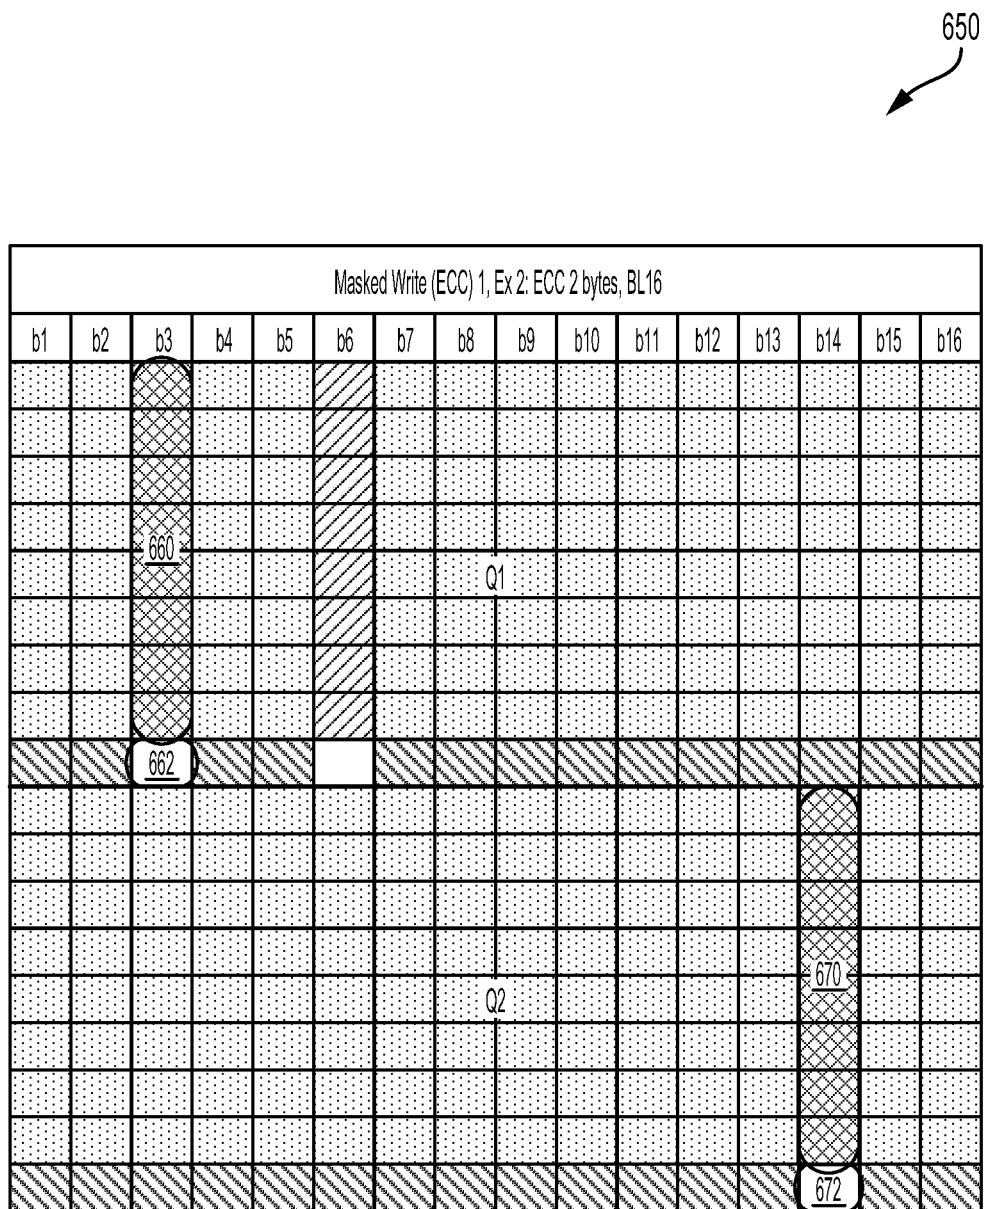 650
Masked Write (ECC) 1, Ex 2: ECC 2 bytes, BL16
b1 b2 b3 b4 b5 b6 b7 b8 b9 b10 b11 b12 b13 b14 b15 b16
660
Q1
662
670
Q2
672